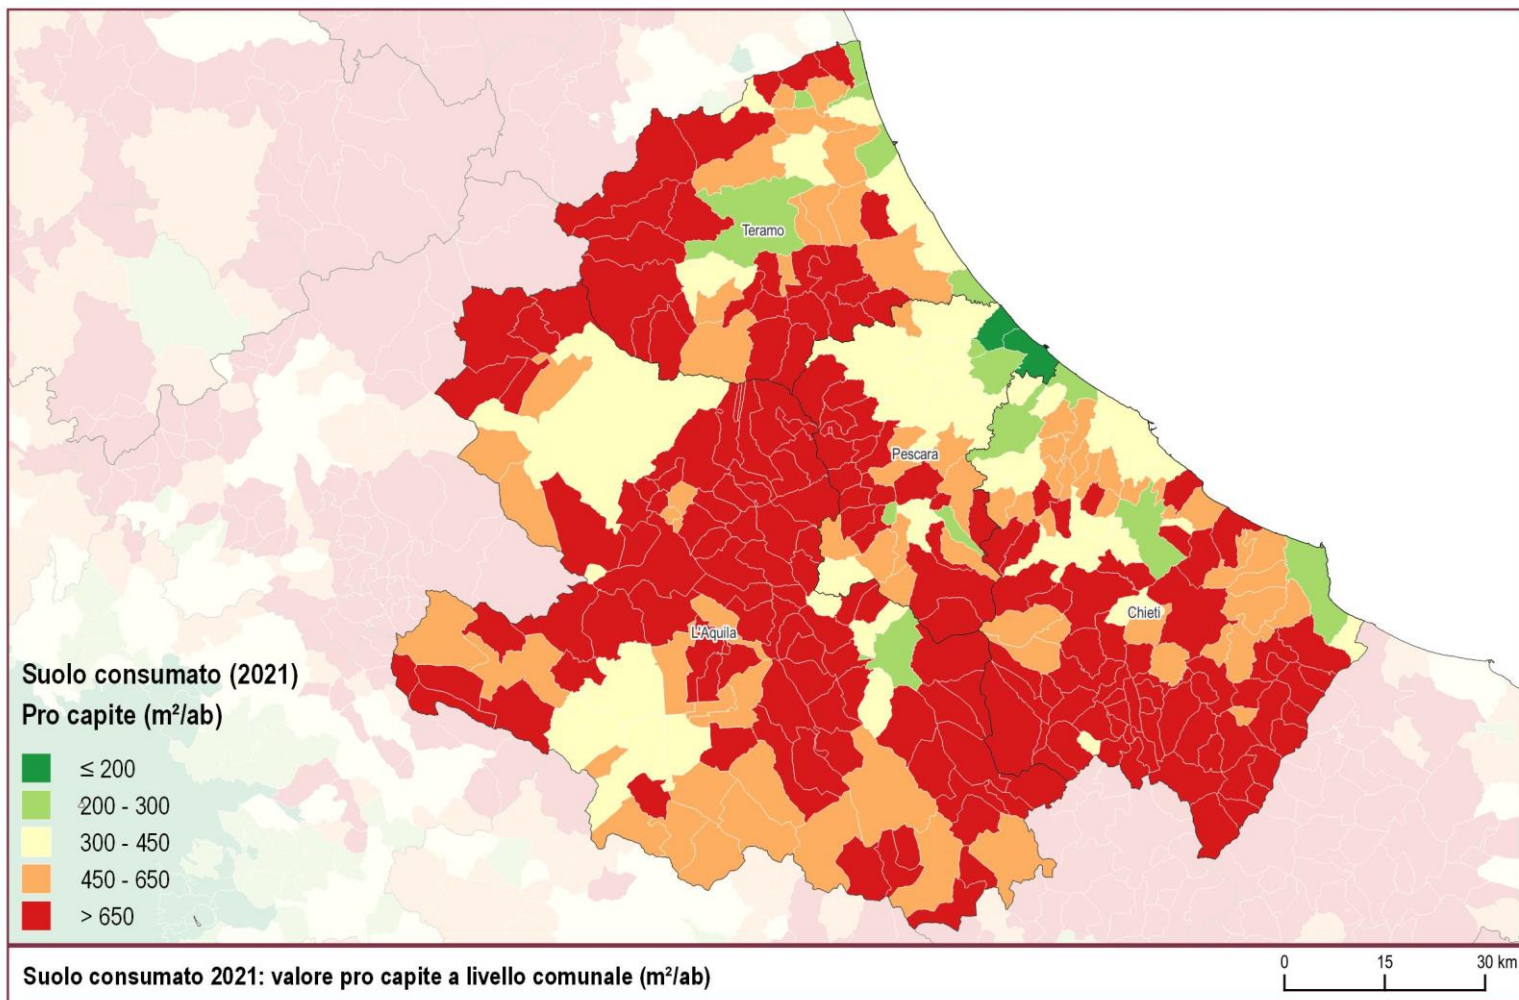 Teramo
Pescara
L'Aquila
Chieti
Suolo consumato (2021)
Pro capite (m²/ab)
≤ 200
200 - 300
300 - 450
450 - 650
> 650
Suolo consumato 2021: valore pro capite a livello comunale (m²/ab)
0 15 30 km